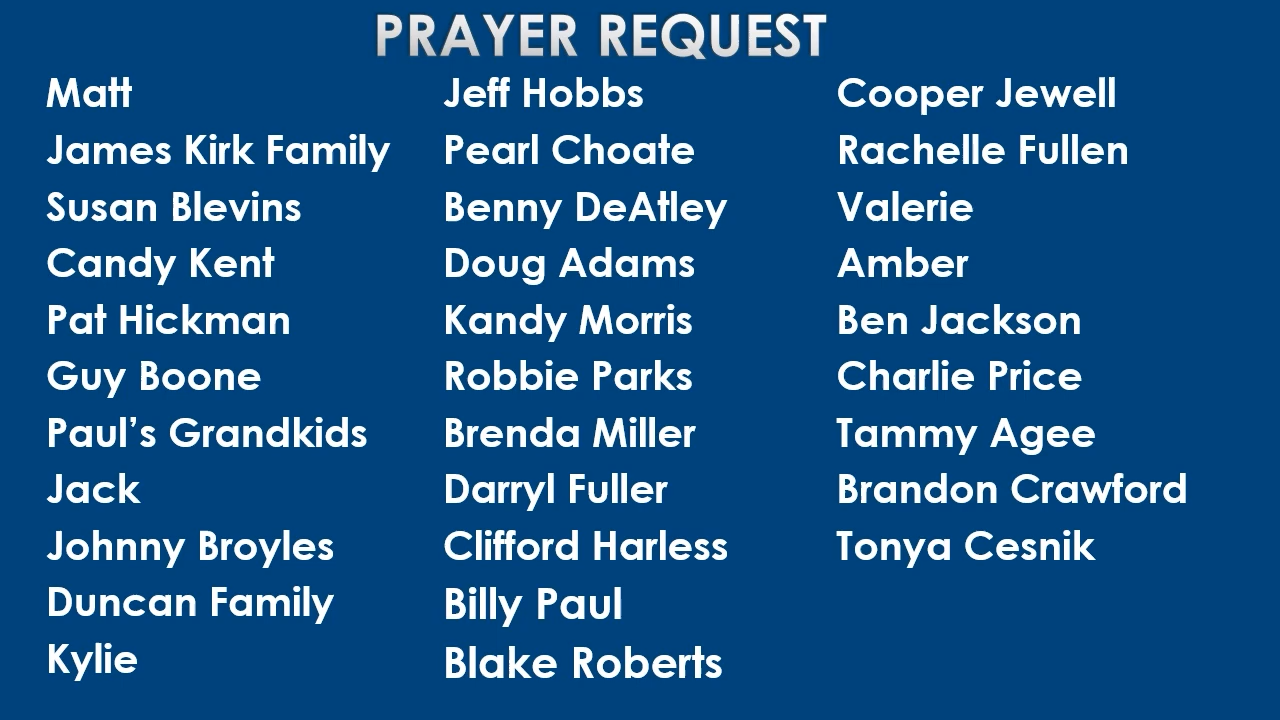 PRAYER REQUEST
Matt
James Kirk Family
Susan Blevins
Candy Kent
Pat Hickman
Guy Boone
Paul’s Grandkids
Jack
Johnny Broyles
Duncan Family
Kylie
Jeff Hobbs
Pearl Choate
Benny DeAtley
Doug Adams
Kandy Morris
Robbie Parks
Brenda Miller
Darryl Fuller
Clifford Harless
Billy Paul
Blake Roberts
Cooper Jewell
Rachelle Fullen
Valerie
Amber
Ben Jackson
Charlie Price
Tammy Agee
Brandon Crawford
Tonya Cesnik